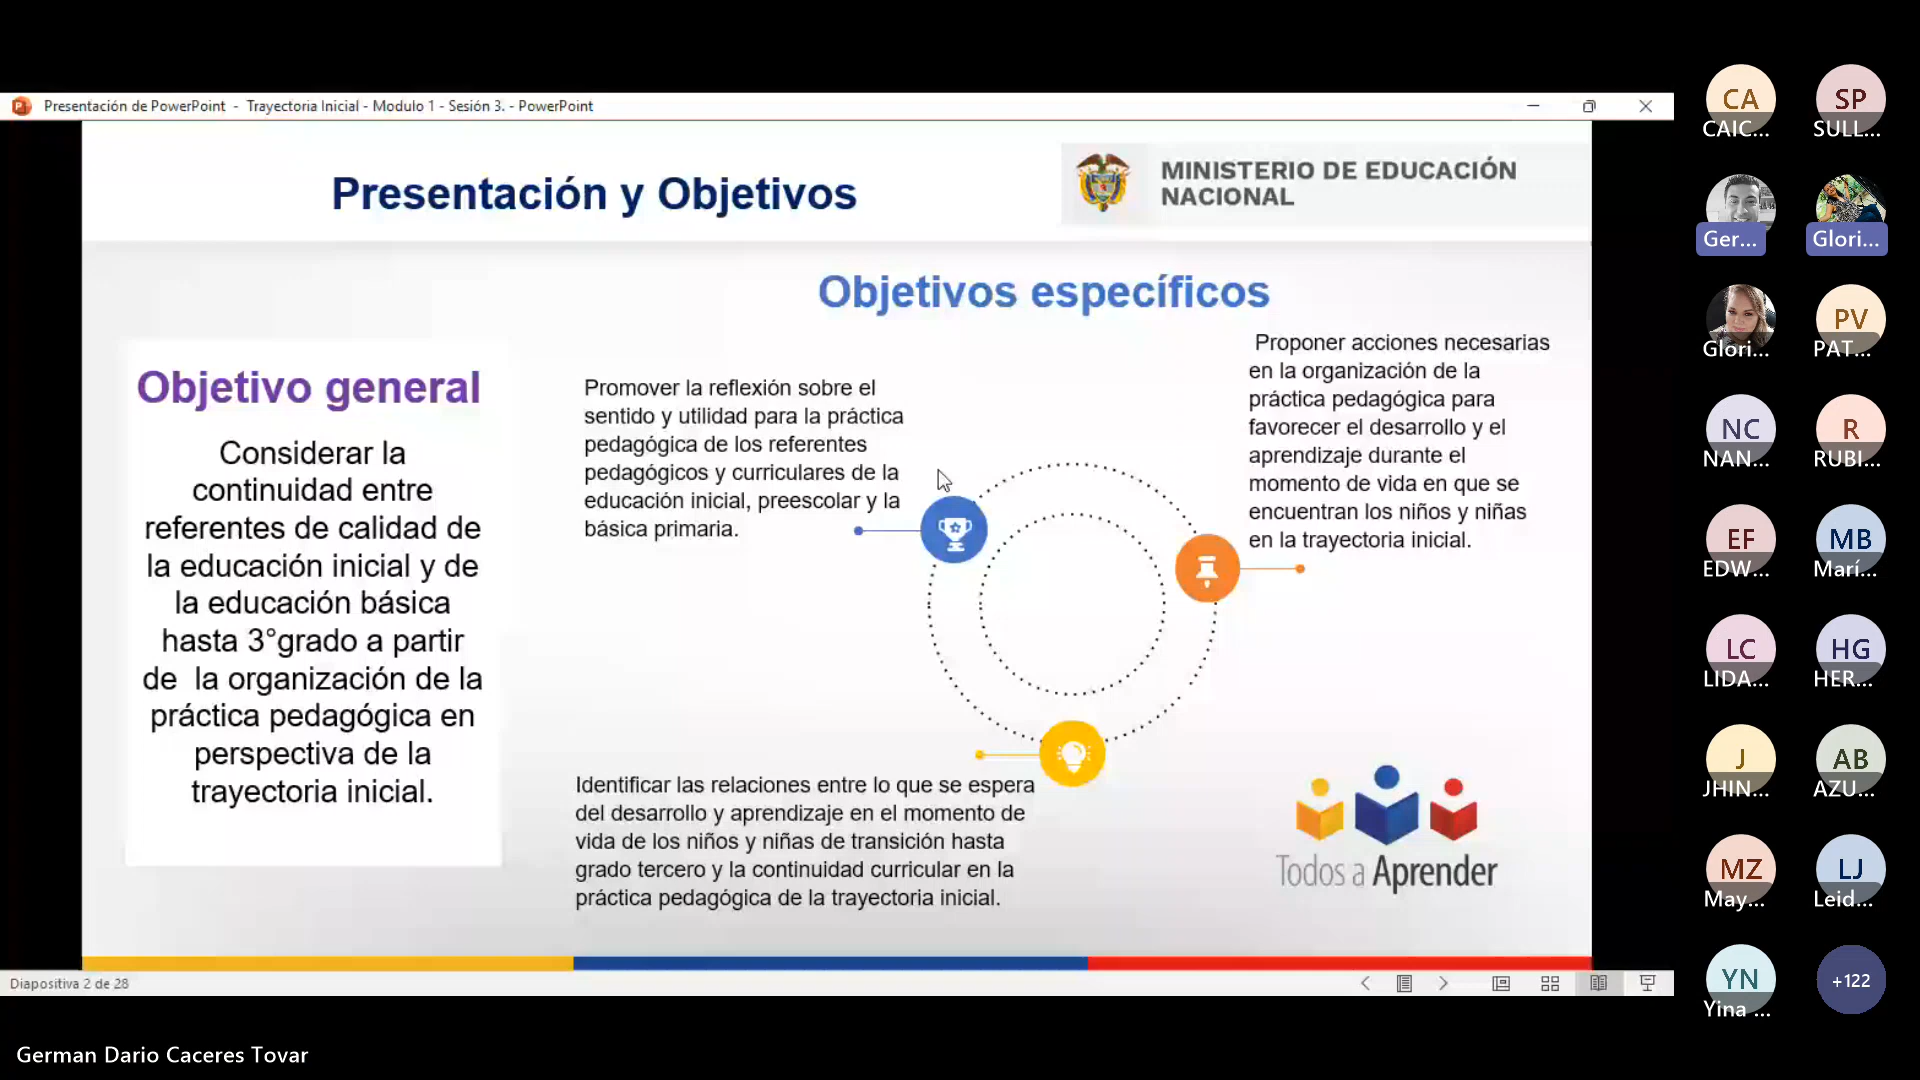 Presentación de PowerPoint - Trayectoria Inicial - Modulo 1 - Sesión 3. - PowerPoint
Presentación y Objetivos
MINISTERIO DE EDUCACIÓN
NACIONAL
Objetivos específicos
Objetivo general
Considerar la
continuidad entre
referentes de calidad de
la educación inicial y de
la educación básica
hasta 3°grado a partir
de la organización de la
práctica pedagógica en
perspectiva de la
trayectoria inicial.
Promover la reflexión sobre el
sentido y utilidad para la práctica
pedagógica de los referentes
pedagógicos y curriculares de la
educación inicial, preescolar y la
básica primaria.
Proponer acciones necesarias
en la organización de la
práctica pedagógica para
favorecer el desarrollo y el
aprendizaje durante el
momento de vida en que se
encuentran los niños y niñas
en la trayectoria inicial.
Identificar las relaciones entre lo que se espera
del desarrollo y aprendizaje en el momento de
vida de los niños y niñas de transición hasta
grado tercero y la continuidad curricular en la
práctica pedagógica de la trayectoria inicial.
Todos a Aprender
Diapositiva 2 de 28
German Dario Caceres Tovar
CA
CAIC...
SP
SULL...
Ger...
Glori...
Glori...
PV
PAT...
NC
NAN...
R
RUBI...
EF
EDW...
MB
Marí...
LC
LIDA...
HG
HER...
J
JHIN...
AB
AZU...
MZ
May...
LJ
Leid...
YN
Yina ...
+122